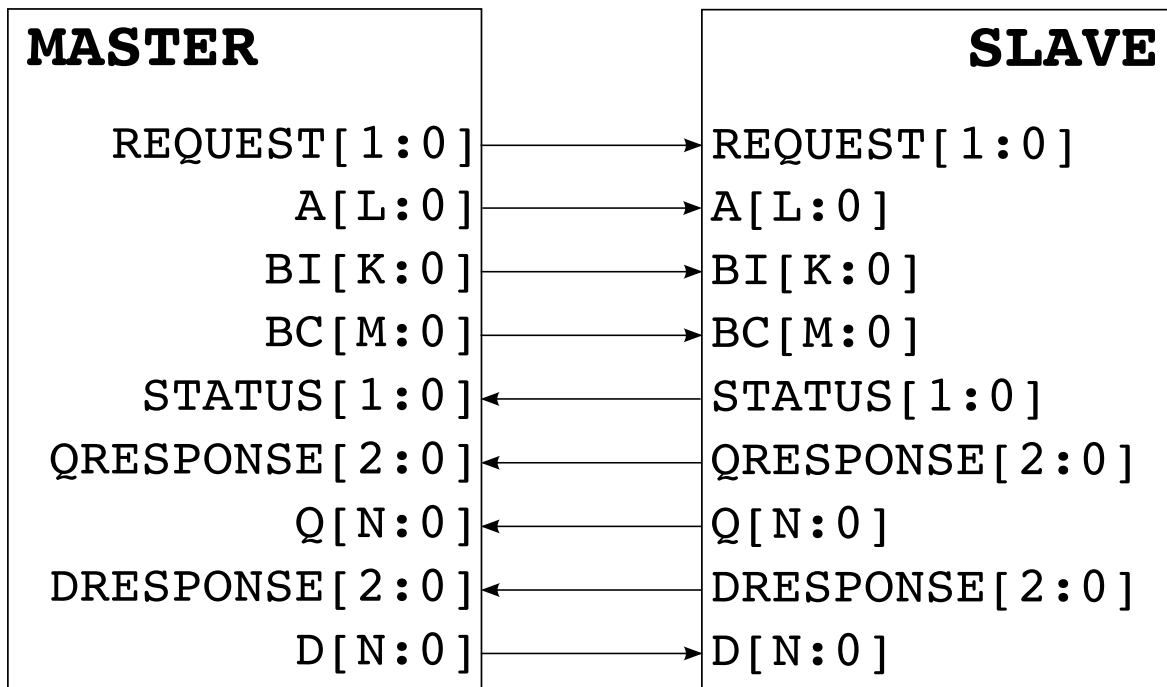 MASTER SLAVE
REQUEST[1:0] REQUEST[1:0]
A[L:0] A[L:0]
BI[K:0] BI[K:0]
BC[M:0] BC[M:0]
STATUS[1:0] STATUS[1:0]
QRESPONSE[2:0] QRESPONSE[2:0]
Q[N:0] Q[N:0]
DRESPONSE[2:0] DRESPONSE[2:0]
D[N:0] D[N:0]